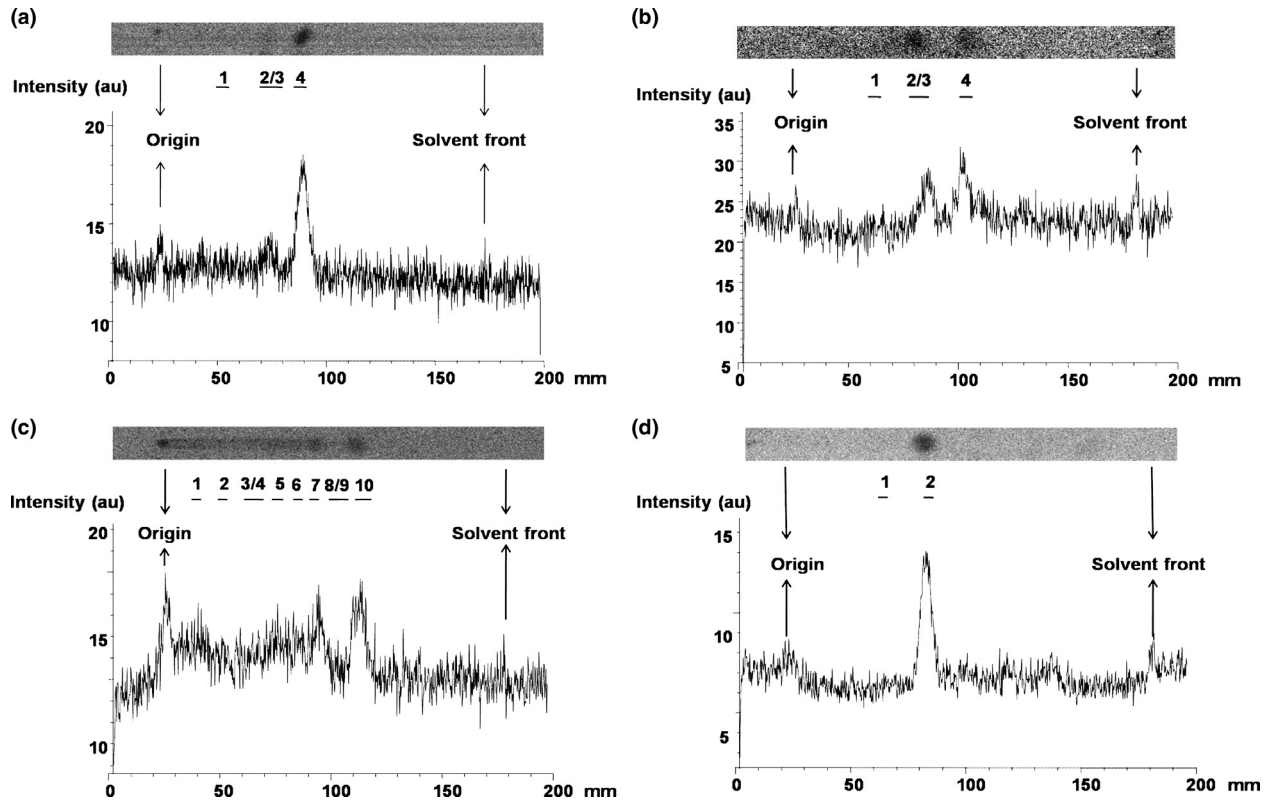 (a)
1 2/3 4
Intensity (au)
20
Origin Solvent front
15
10
0 50 100 150 200 mm
(b)
1 2/3 4
Intensity (au)
35
Origin Solvent front
30
25
20
15
10
5
0 50 100 150 200 mm
(c)
1 2 3/4 5 6 7 8/9 10
Intensity (au)
20
Origin Solvent front
15
10
0 50 100 150 200 mm
(d)
1 2
Intensity (au)
15
Origin Solvent front
10
5
0 50 100 150 200 mm